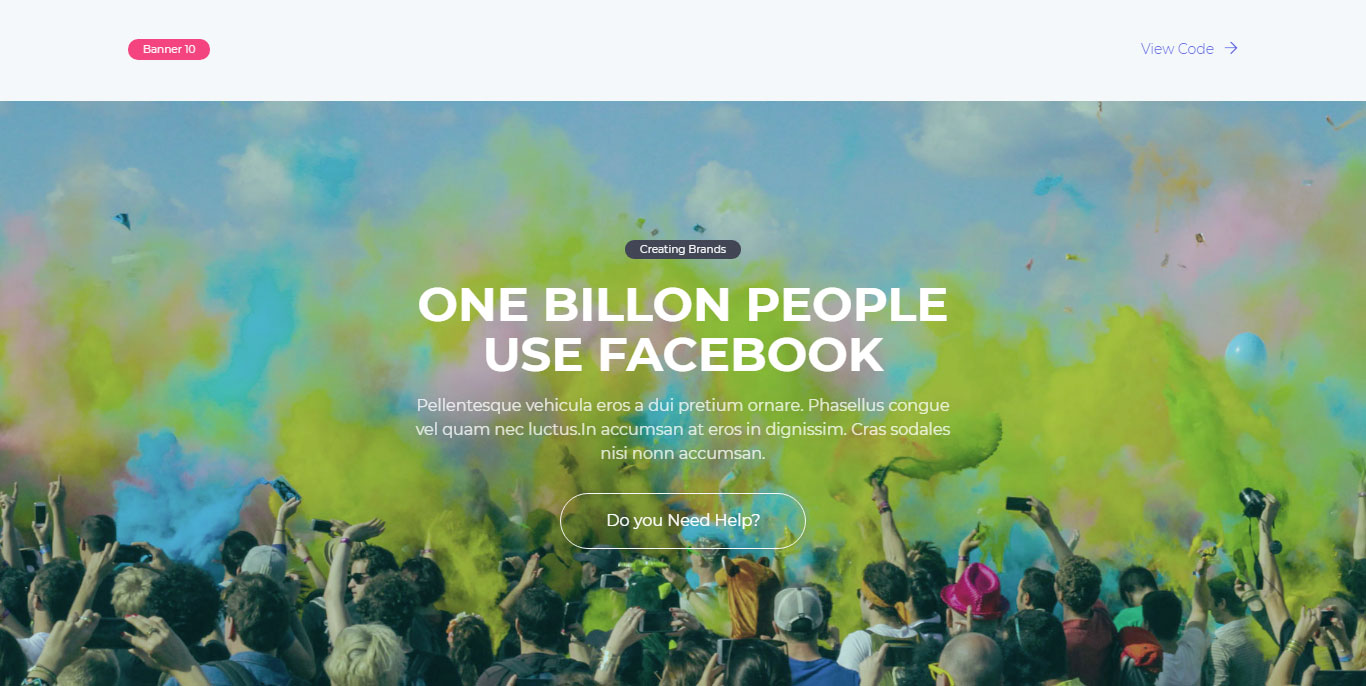 Banner 10
View Code
Creating Brands
ONE BILLON PEOPLE
USE FACEBOOK
Pellentesque vehicula eros a dui pretium ornare. Phasellus congue
vel quam nec luctus.In accumsan at eros in dignissim. Cras sodales
nisi nonn accumsan.
Do you Need Help?